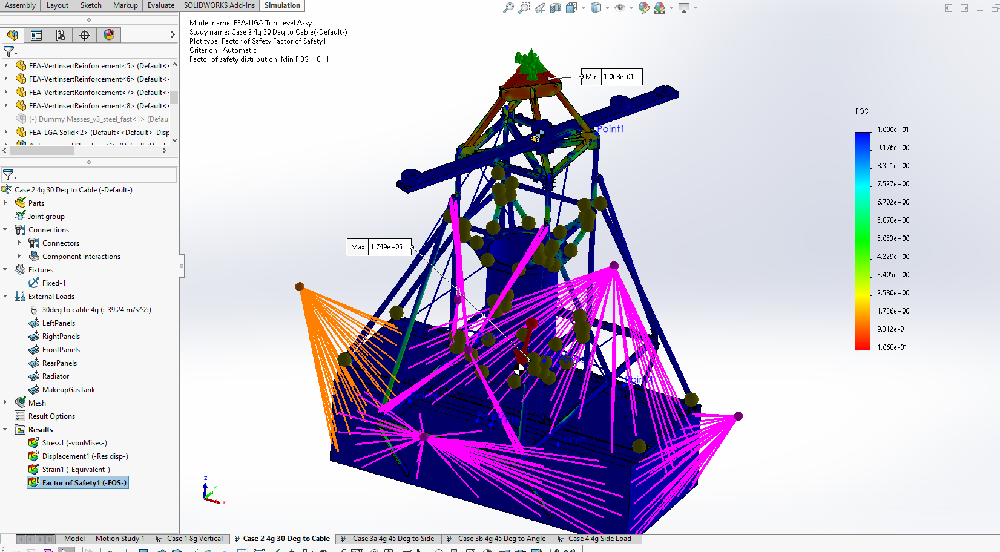 Assembly Layout Sketch Markup Evaluate SOLIDWORKS Add-Ins Simulation
Model name: FEA-UGA Top Level Assy
Study name: Case 2 4g 30 Deg to Cable(-Default-)
Plot type: Factor of Safety Factor of Safety1
Criterion : Automatic
Factor of safety distribution: Min FOS = 0.11
FEA-VertInsertReinforcement<5> (Default<<
FEA-VertInsertReinforcement<6> (Default<<
FEA-VertInsertReinforcement<7> (Default<<
FEA-VertInsertReinforcement<8> (Default<<
(-) Dummy Masses_v3_steel_fast<1> (Defaul
FEA-LGA Solid<2> (Default<<Default>_Disp
Case 2 4g 30 Deg to Cable (-Default-)
Parts
Joint group
Connections
Connectors
Component Interactions
Fixtures
Fixed-1
External Loads
30deg to cable 4g (:-39.24 m/s^2:)
LeftPanels
RightPanels
FrontPanels
RearPanels
Radiator
MakeupGasTank
Mesh
Result Options
Results
Stress1 (-vonMises-)
Displacement1 (-Res disp-)
Strain1 (-Equivalent-)
Factor of Safety1 (-FOS-)
Min: 1.068e-01
Point1
Max: 1.749e+05
Point5
FOS
1.000e+01
9.176e+00
8.351e+00
7.527e+00
6.702e+00
5.878e+00
5.053e+00
4.229e+00
3.405e+00
2.580e+00
1.756e+00
9.312e-01
1.068e-01
z
Y
x
Model Motion Study 1 Case 1 8g Vertical Case 2 4g 30 Deg to Cable Case 3a 4g 45 Deg to Side Case 3b 4g 45 Deg to Angle Case 4 4g Side Load